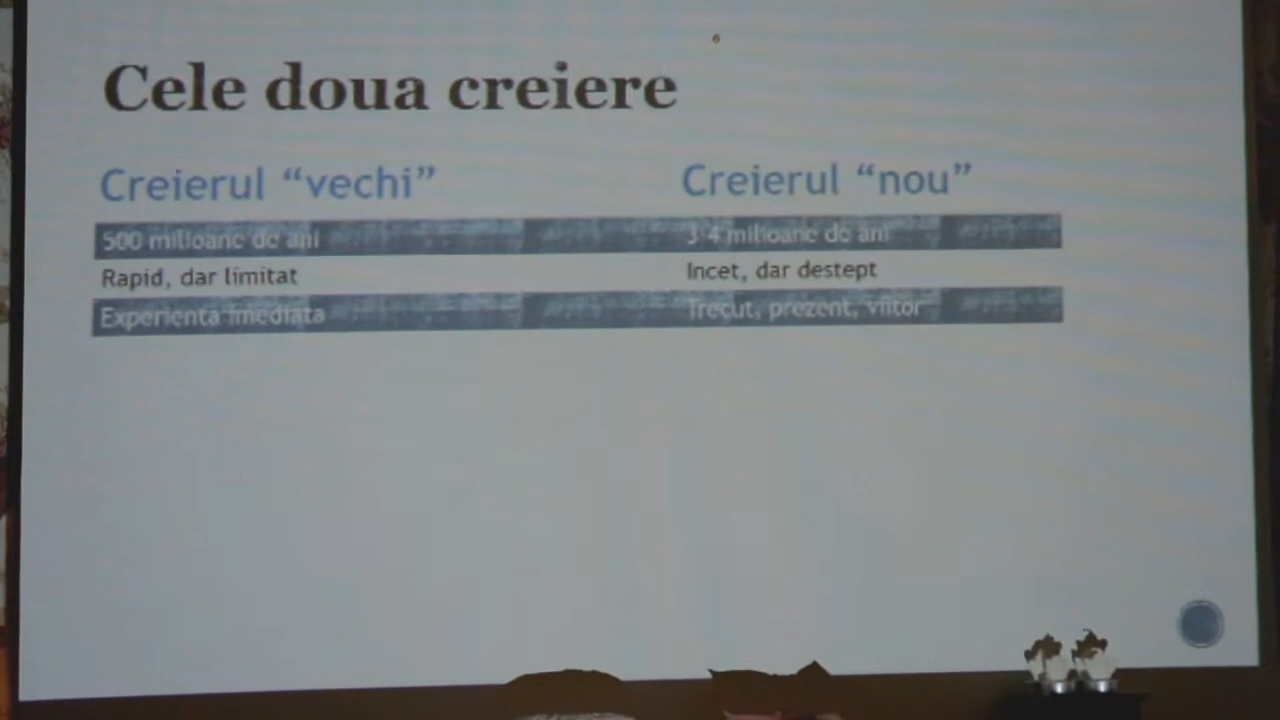 Cele doua creiere
Creierul “vechi” Creierul “nou”
500 milioane de ani 3-4 milioane de ani
Rapid, dar limitat Incet, dar destept
Experienta imediata Trecut, prezent, viitor